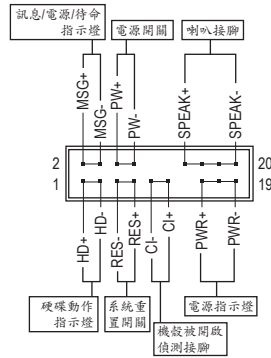 訊息/電源/待命
指示燈
電源開關
喇叭接腳
MSG+
MSG-
PW+
PW-
SPEAK+
SPEAK-
2
20
1
19
HD+
HD-
RES-
RES+
CI-
CI+
PWR+
PWR-
硬碟動作
指示燈
系統重
置開關
機殼被開啟
偵測接腳
電源指示燈